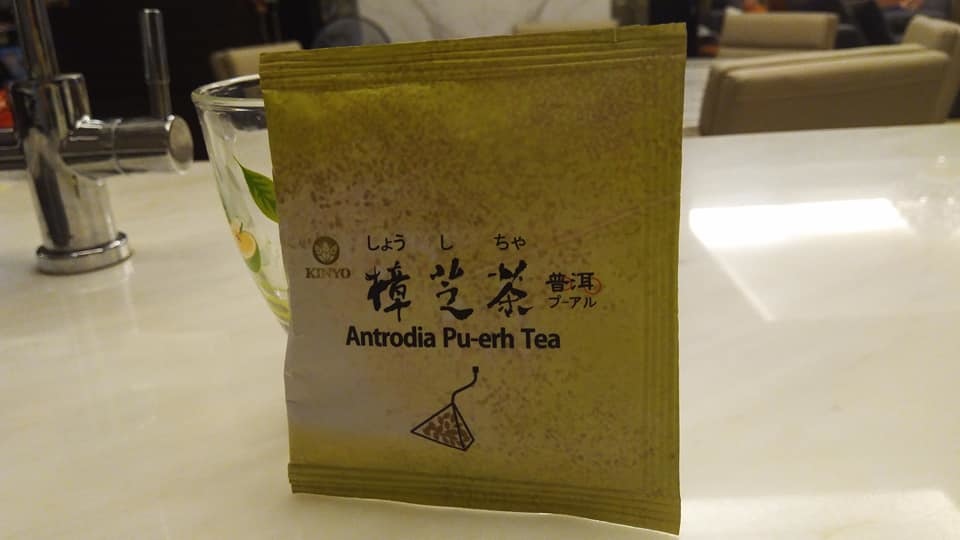 しょう し ちゃ
KINYO
樟芝茶 普洱
プーアル
Antrodia Pu-erh Tea